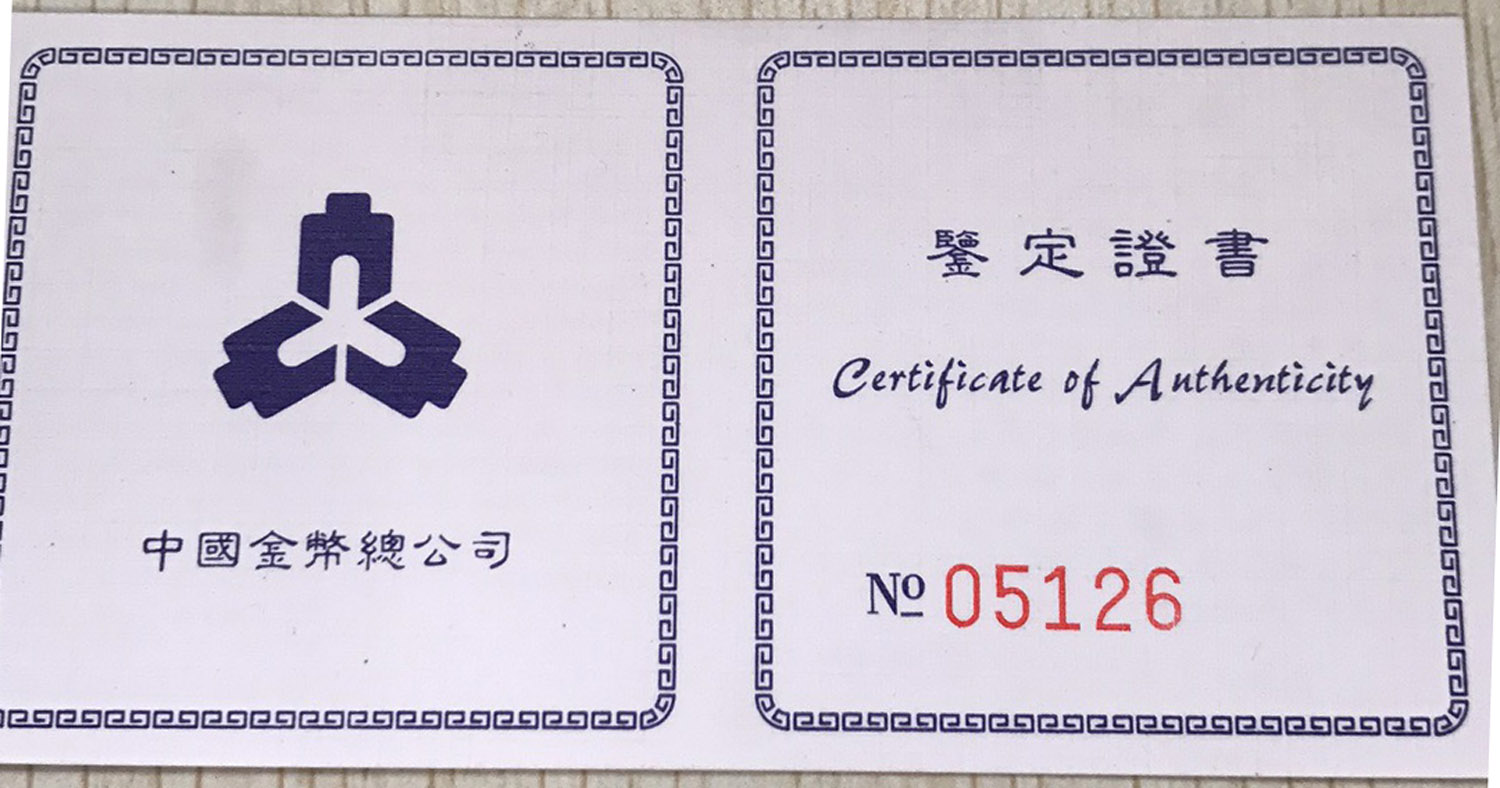 中國金幣總公司
鑒定證書
Certificate of Authenticity
№ 05126